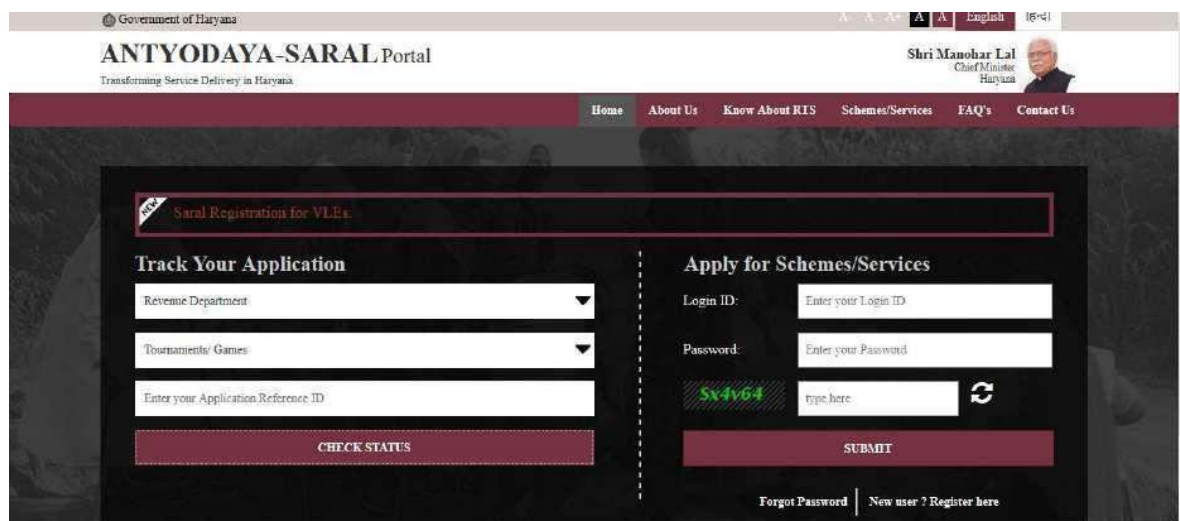 Government of Haryana
A- A A+ A A English हिन्दी
ANTYODAYA-SARAL Portal
Transforming Service Delivery in Haryana
Shri Manohar Lal
Chief Minister
Haryana
Home About Us Know About RTS Schemes/Services FAQ's Contact Us
NEW Saral Registration for VLEs.
Track Your Application
Revenue Department
Tournaments/ Games
Enter your Application Reference ID
CHECK STATUS
Apply for Schemes/Services
Login ID: Enter your Login ID
Password: Enter your Password
Sx4v64 type here
SUBMIT
Forgot Password New user ? Register here